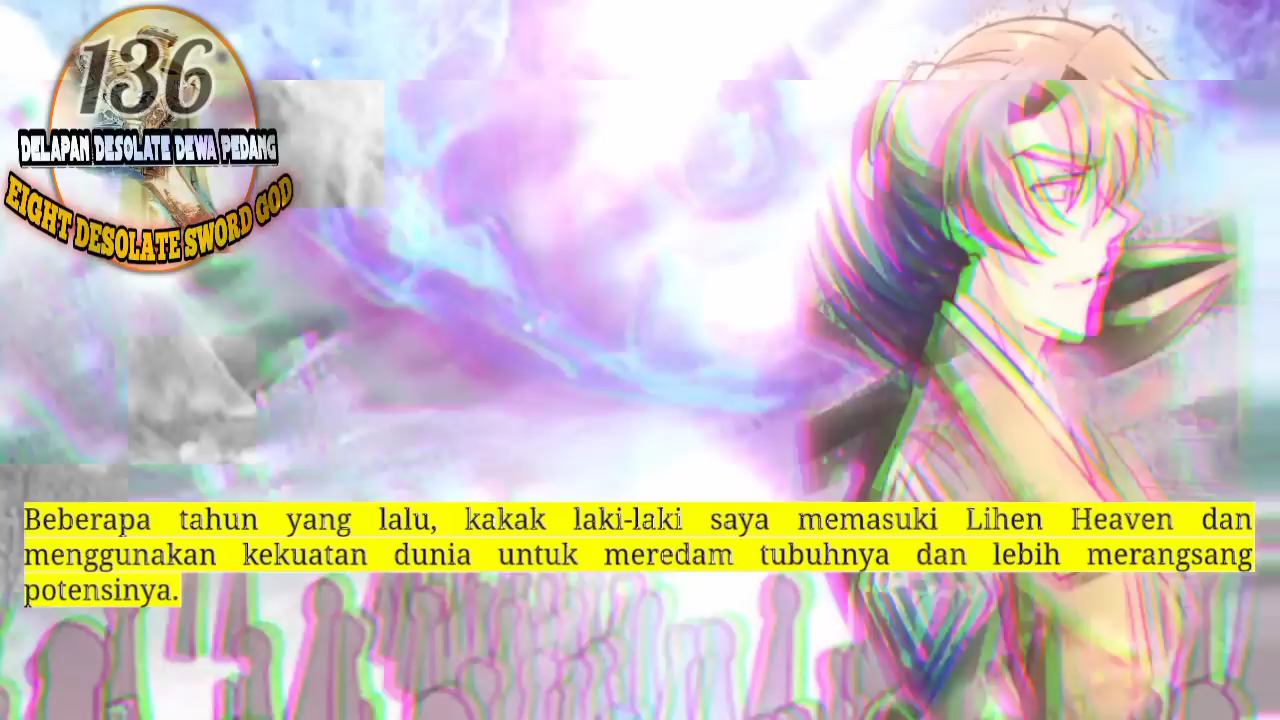 136
DELAPAN DESOLATE DEWA PEDANG
EIGHT DESOLATE SWORD GOD
Beberapa tahun yang lalu, kakak laki-laki saya memasuki Lihen Heaven dan
menggunakan kekuatan dunia untuk meredam tubuhnya dan lebih merangsang
potensinya.